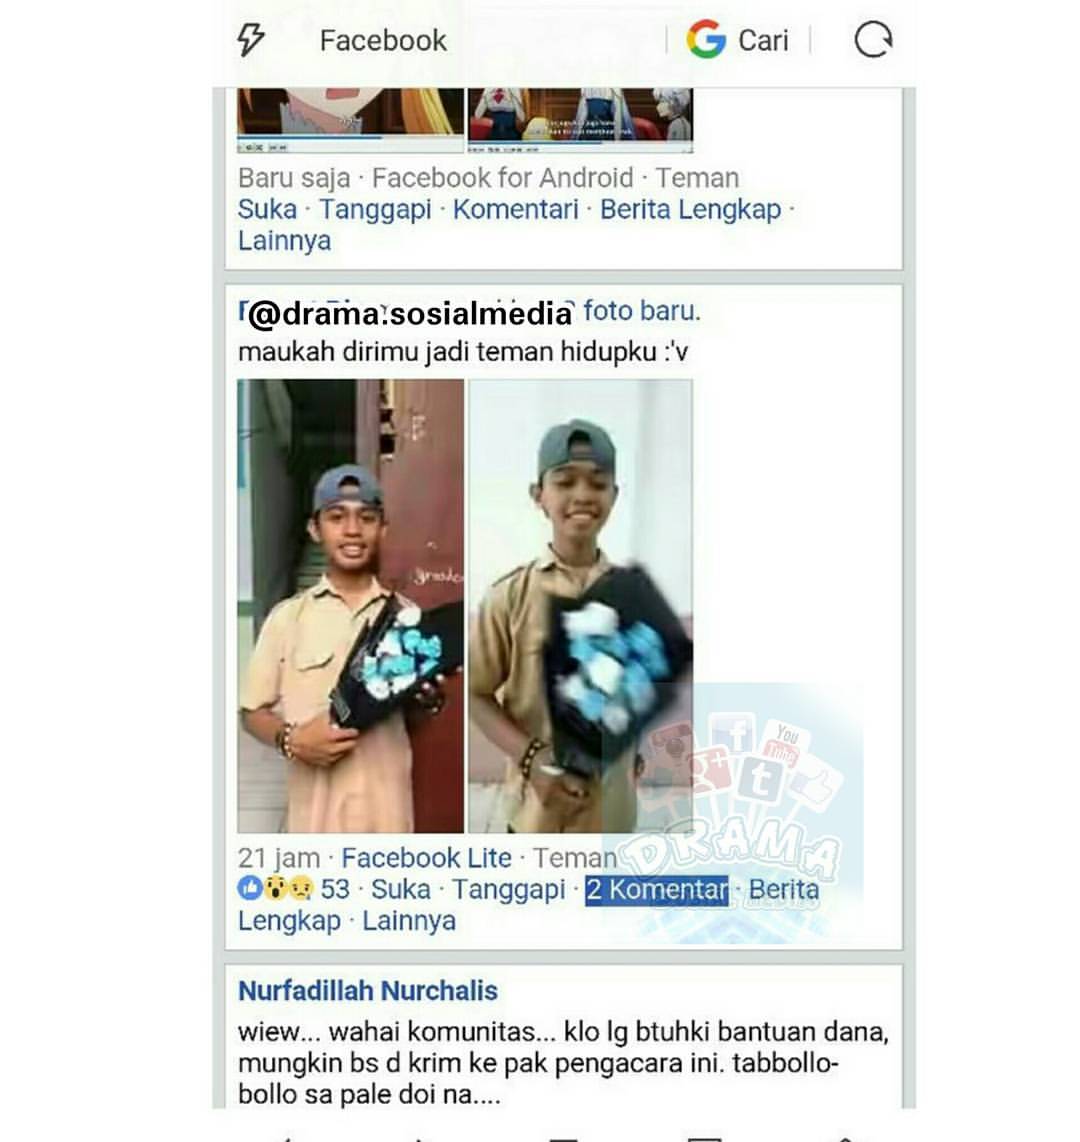 Facebook
Cari
Baru saja · Facebook for Android · Teman
Suka · Tanggapi · Komentari · Berita Lengkap ·
Lainnya
@drama.sosialmedia foto baru.
maukah dirimu jadi teman hidupku :'v
21 jam · Facebook Lite · Teman
53 · Suka · Tanggapi · 2 Komentar · Berita
Lengkap · Lainnya
You
Tube
DRAMA
Nurfadillah Nurchalis
wiew... wahai komunitas... klo lg btuhki bantuan dana,
mungkin bs d krim ke pak pengacara ini. tabbollo-
bollo sa pale doi na....